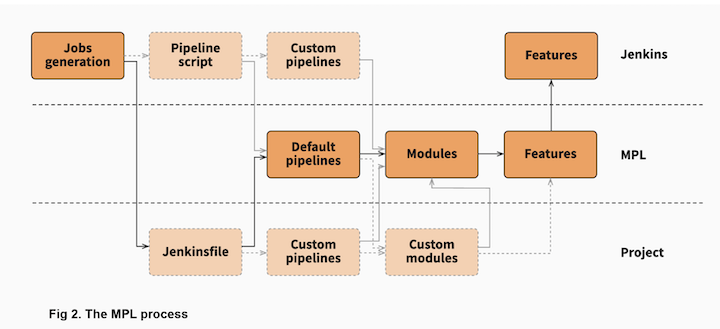 Jobs
generation
Pipeline
script
Custom
pipelines
Features
Jenkins
Default
pipelines
Modules
Features
MPL
Jenkinsfile
Custom
pipelines
Custom
modules
Project
Fig 2. The MPL process